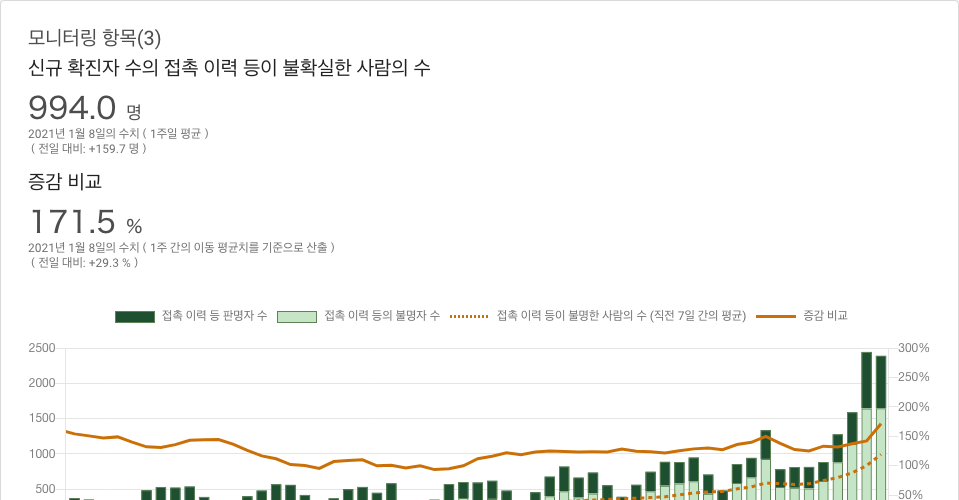 모니터링 항목(3)
신규 확진자 수의 접촉 이력 등이 불확실한 사람의 수
994.0 명
2021년 1월 8일의 수치 ( 1주일 평균 )
( 전일 대비: +159.7 명 )
증감 비교
171.5 %
2021년 1월 8일의 수치 ( 1주 간의 이동 평균치를 기준으로 산출 )
( 전일 대비: +29.3 % )
접촉 이력 등 판명자 수 접촉 이력 등의 불명자 수 접촉 이력 등이 불명한 사람의 수 (직전 7일 간의 평균) 증감 비교
2500 300%
250%
2000
200%
1500
150%
1000
100%
500
50%